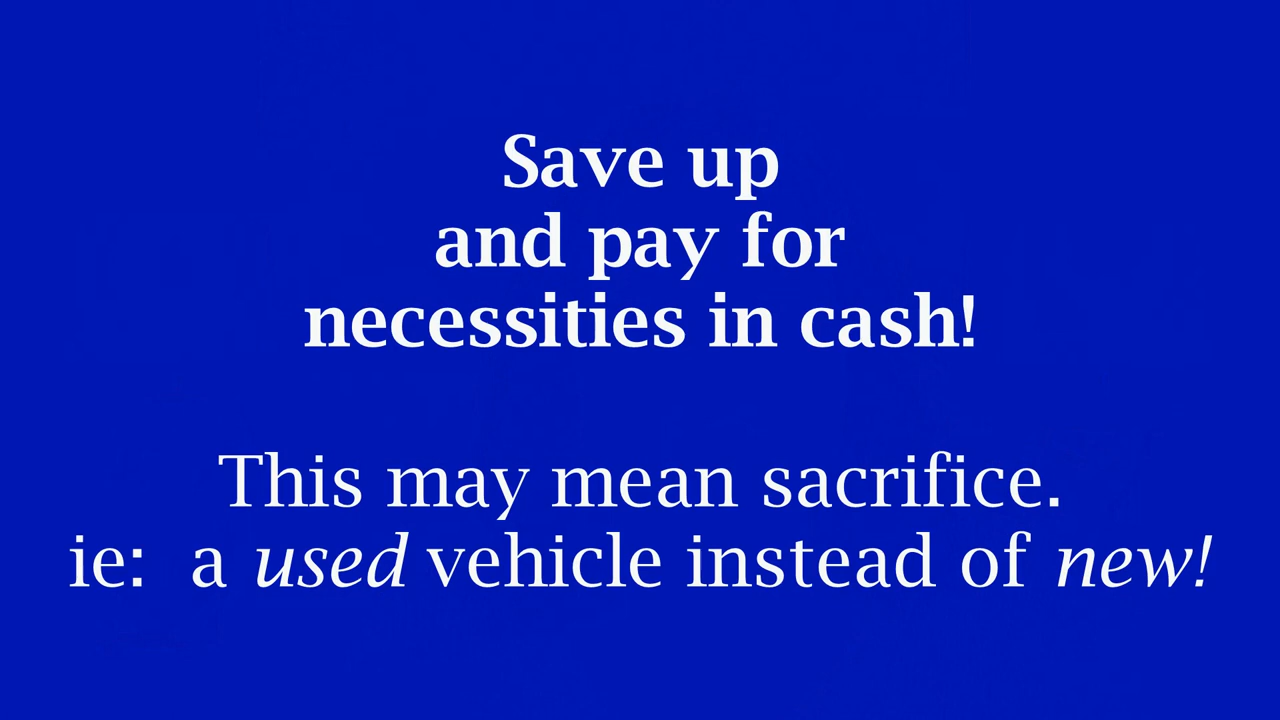 Save up
and pay for
necessities in cash!
This may mean sacrifice.
ie: a used vehicle instead of new!